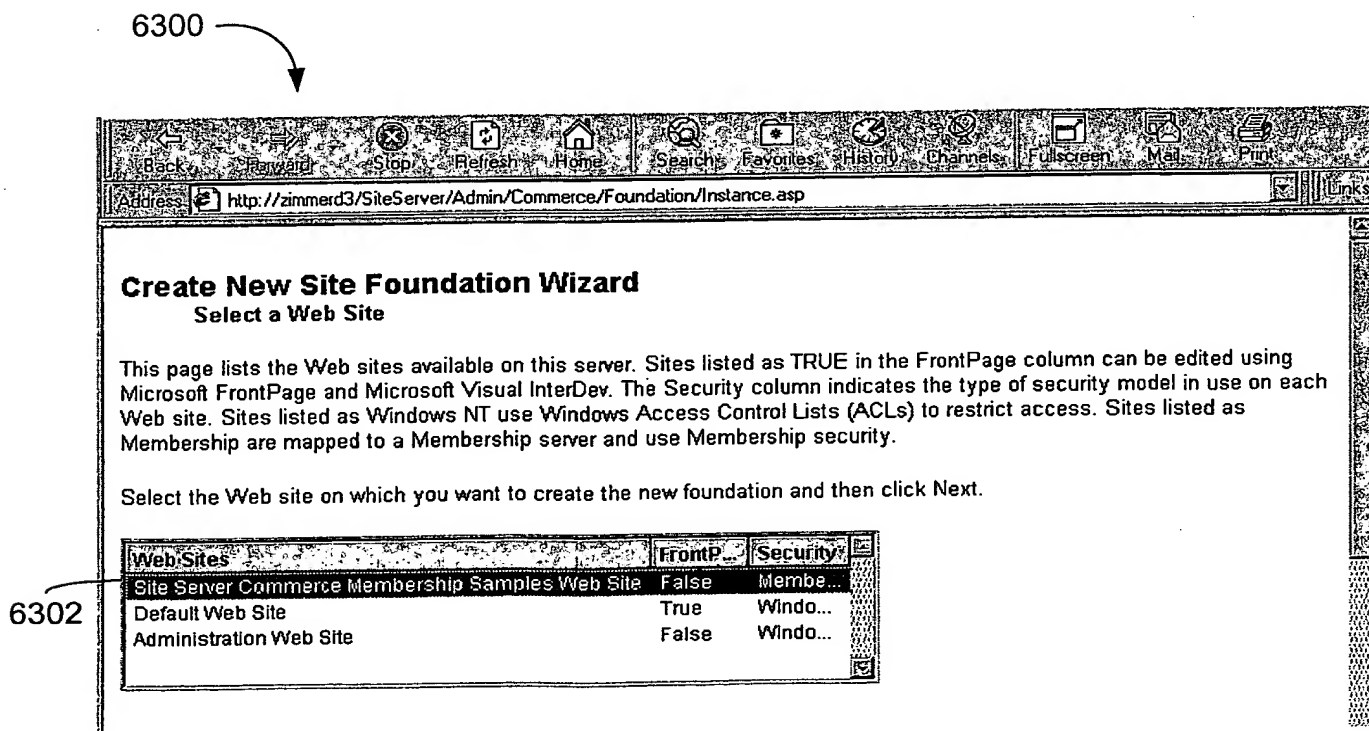 6300
Back Forward Stop Refresh Home Search Favorites History Channels Fullscreen Mail Print
Address http://zimmerd3/SiteServer/Admin/Commerce/Foundation/Instance.asp Links
Create New Site Foundation Wizard
Select a Web Site
This page lists the Web sites available on this server. Sites listed as TRUE in the FrontPage column can be edited using
Microsoft FrontPage and Microsoft Visual InterDev. The Security column indicates the type of security model in use on each
Web site. Sites listed as Windows NT use Windows Access Control Lists (ACLs) to restrict access. Sites listed as
Membership are mapped to a Membership server and use Membership security.
Select the Web site on which you want to create the new foundation and then click Next.
Web Sites FrontP... Security
Site Server Commerce Membership Samples Web Site False Membe...
6302
Default Web Site True Windo...
Administration Web Site False Windo...